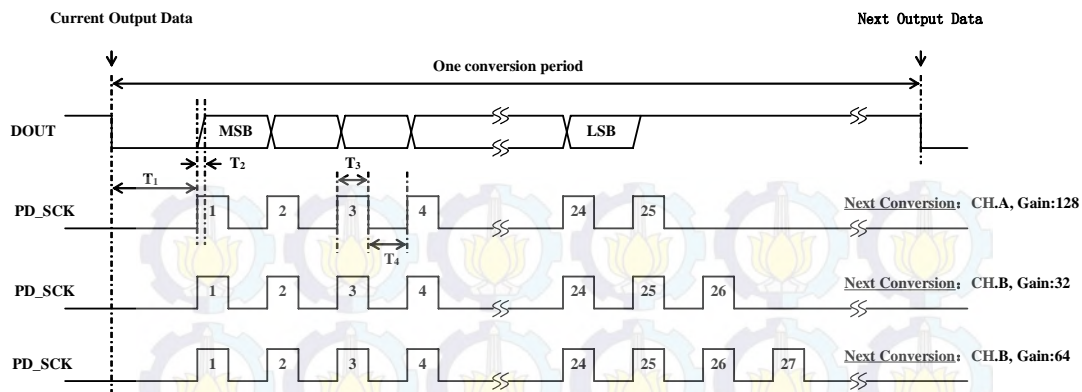 Current Output Data
Next Output Data
One conversion period
DOUT
MSB
LSB
T2
T3
T1
PD_SCK
1
2
3
4
24
25
Next Conversion: CH.A, Gain:128
T4
PD_SCK
1
2
3
4
24
25
26
Next Conversion: CH.B, Gain:32
PD_SCK
1
2
3
4
24
25
26
27
Next Conversion: CH.B, Gain:64